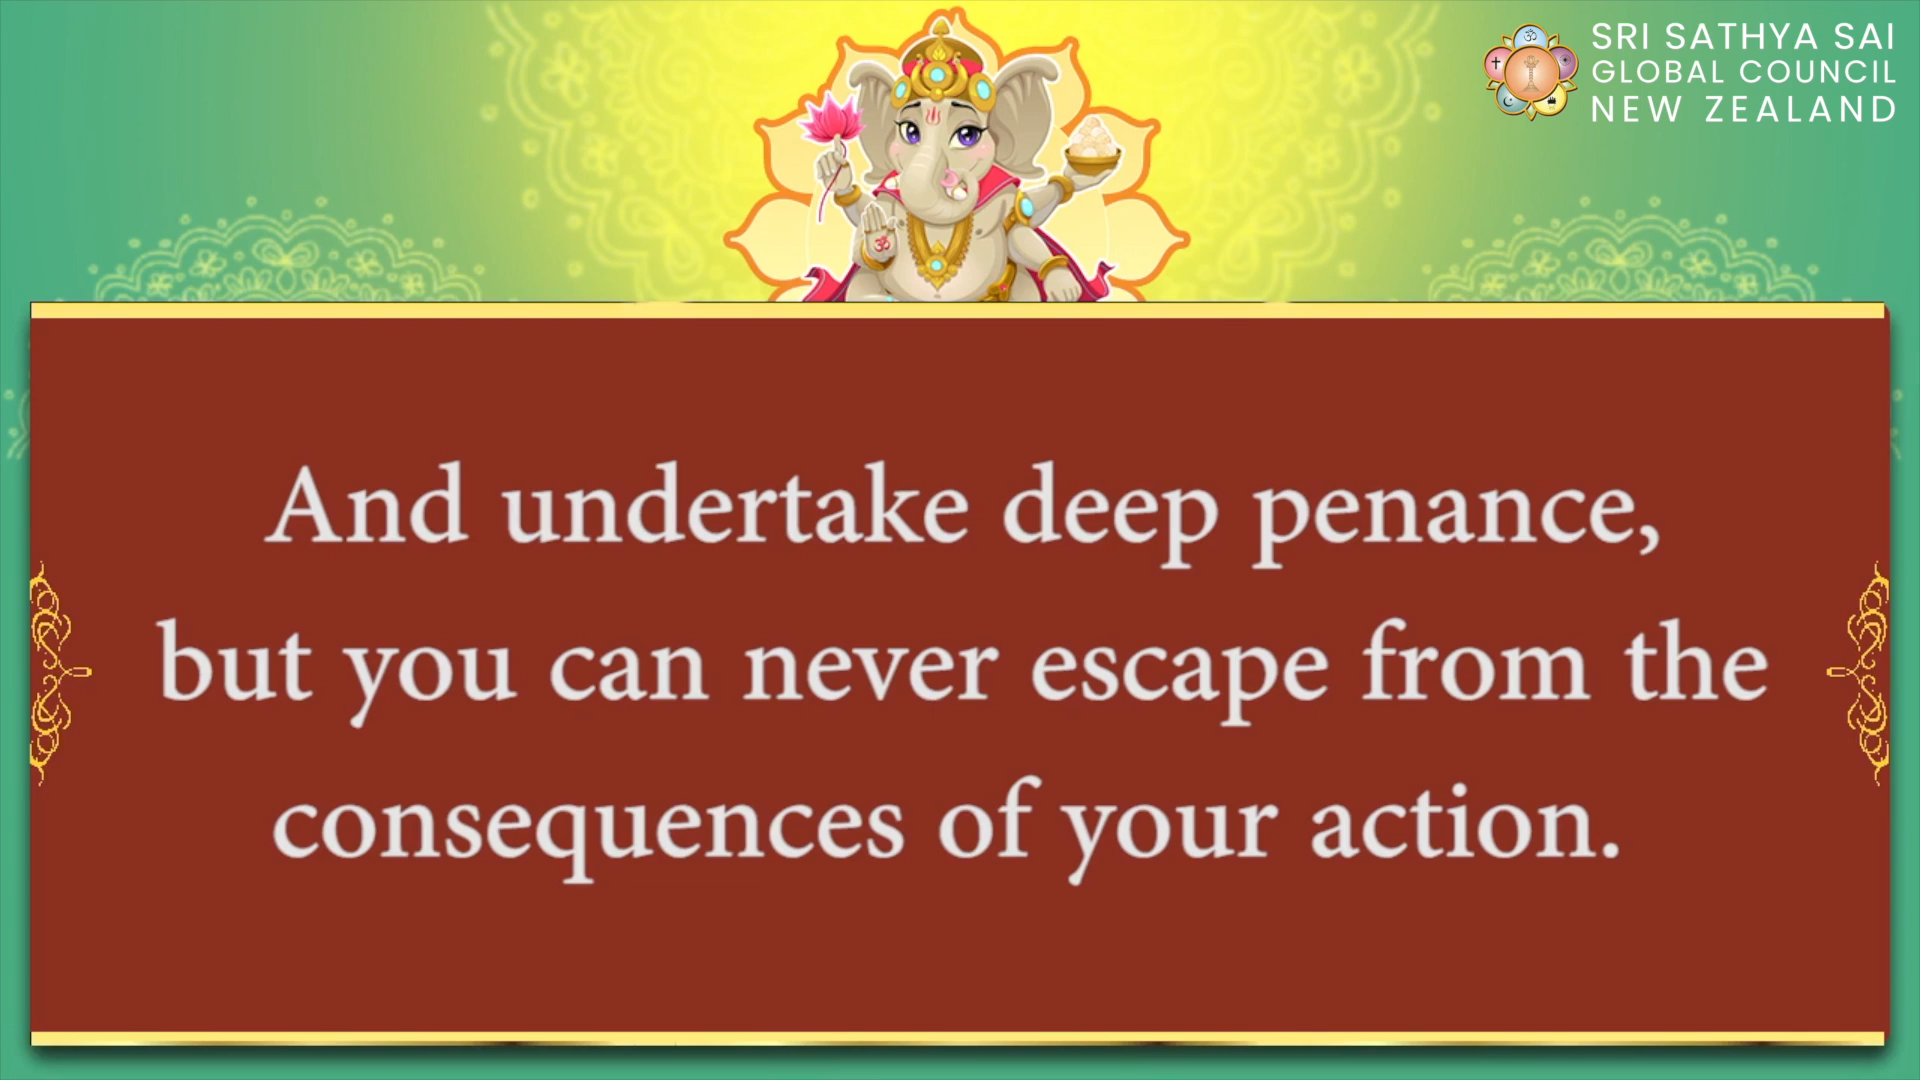 SRI SATHYA SAI
GLOBAL COUNCIL
NEW ZEALAND
ॐ
ॐ
And undertake deep penance,
but you can never escape from the
consequences of your action.